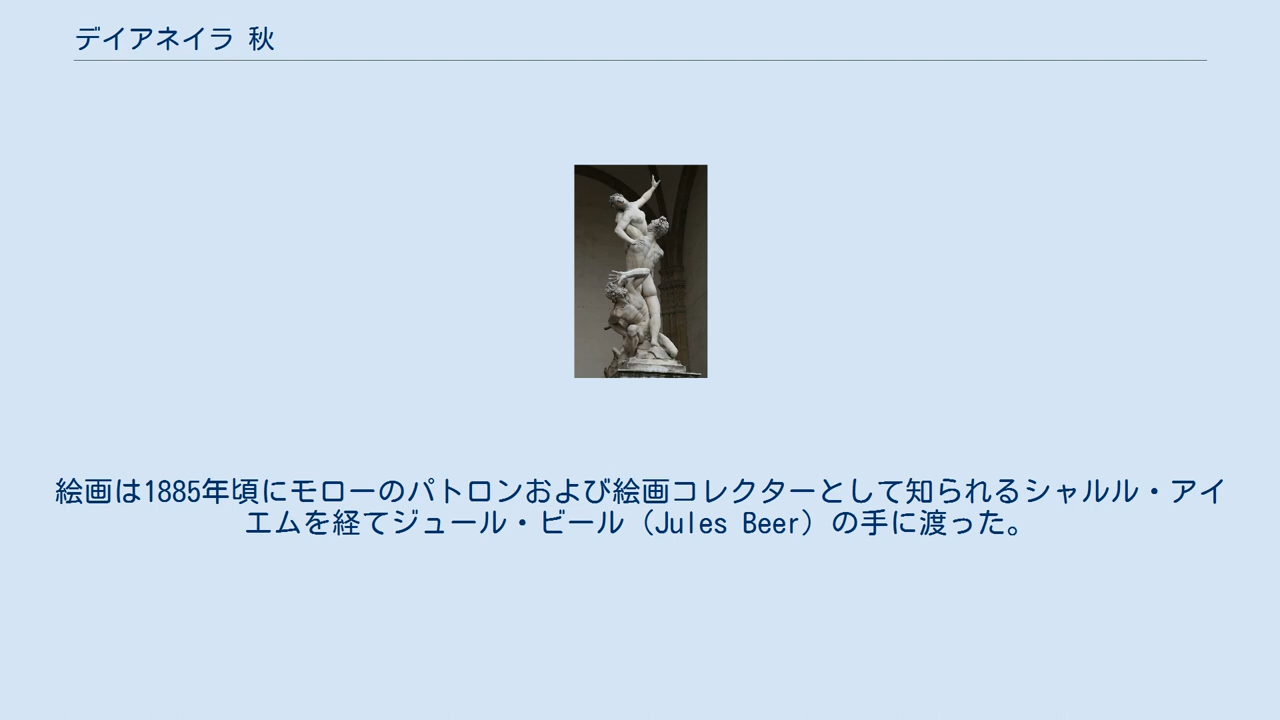 デイアネイラ 秋
絵画は1885年頃にモローのパトロンおよび絵画コレクターとして知られるシャルル・アイ
エムを経てジュール・ビール（Jules Beer）の手に渡った。